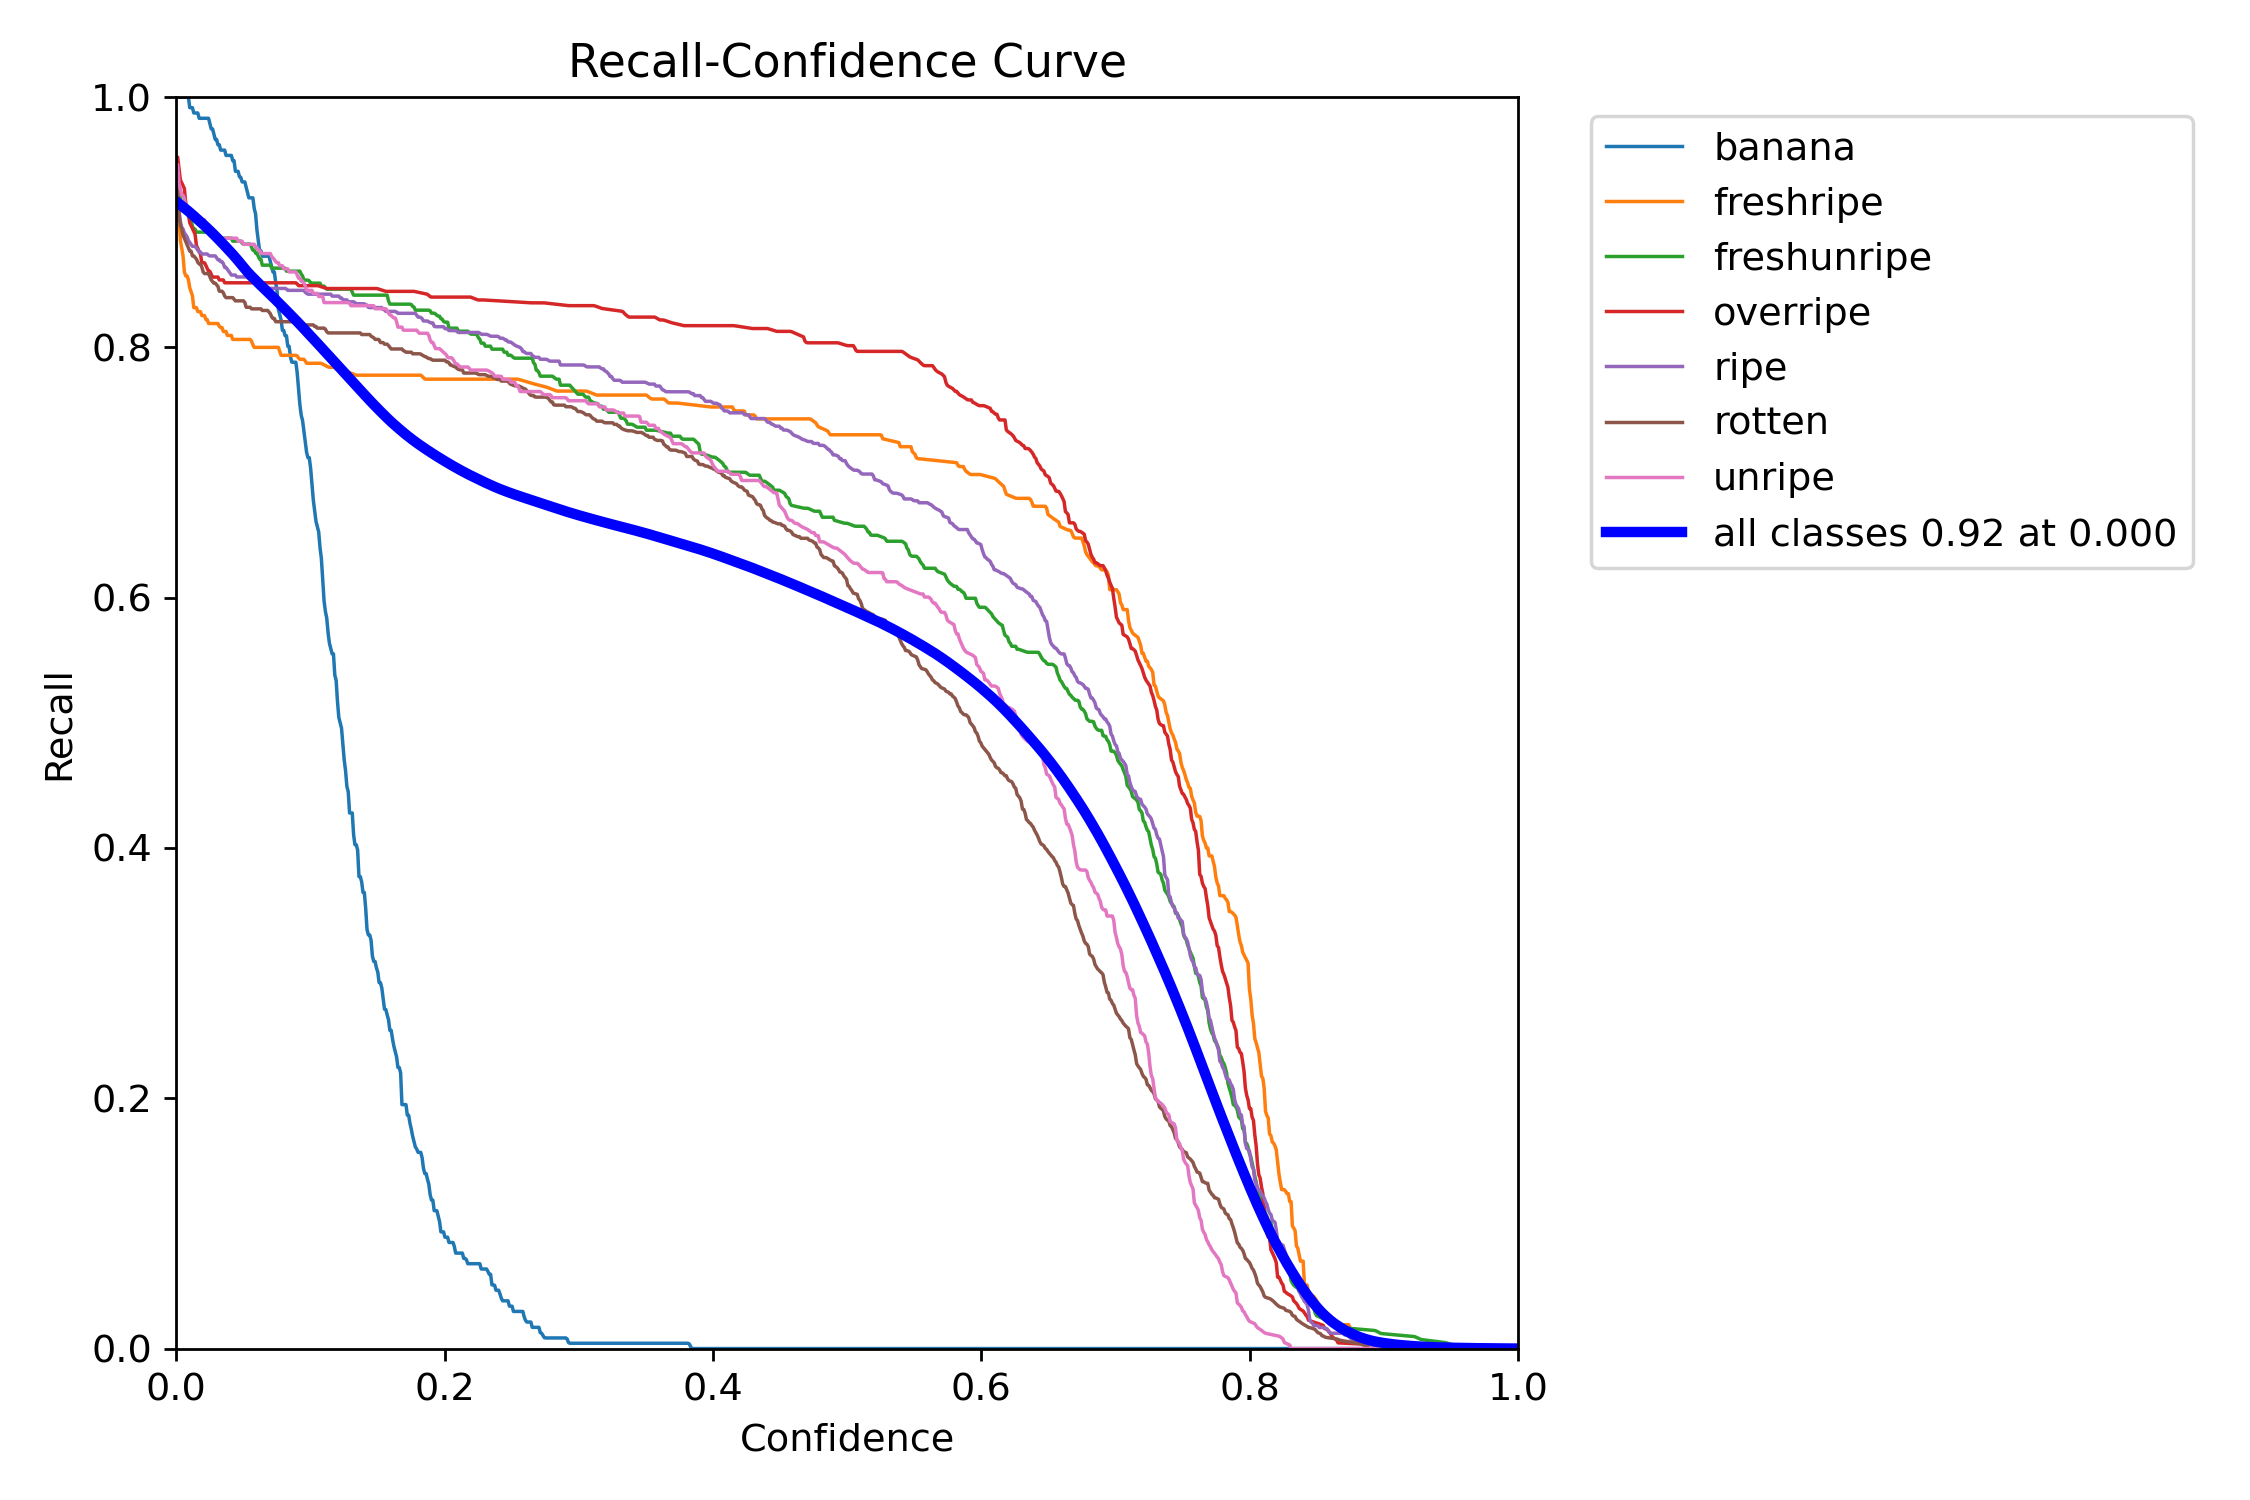 Recall-Confidence Curve
1.0
0.8
0.6
0.4
0.2
0.0
Recall
0.0 0.2 0.4 0.6 0.8 1.0
Confidence
banana
freshripe
freshunripe
overripe
ripe
rotten
unripe
all classes 0.92 at 0.000